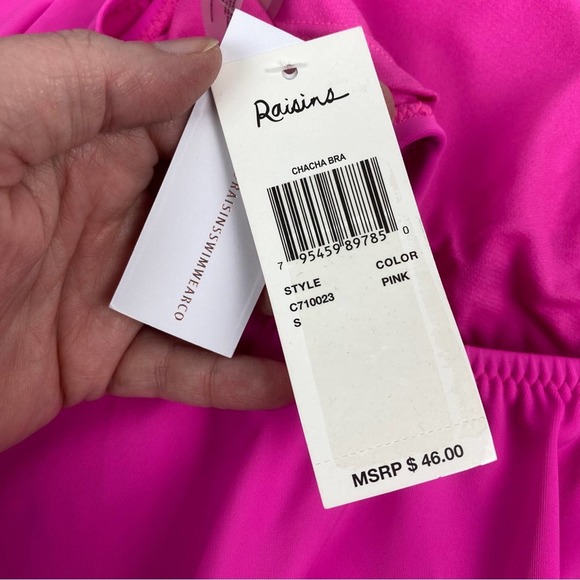 Raisins
CHACHA BRA
7 95459 89785 0
STYLE COLOR
C710023 PINK
S
MSRP $ 46.00
RAISINSSWIMWEARCO